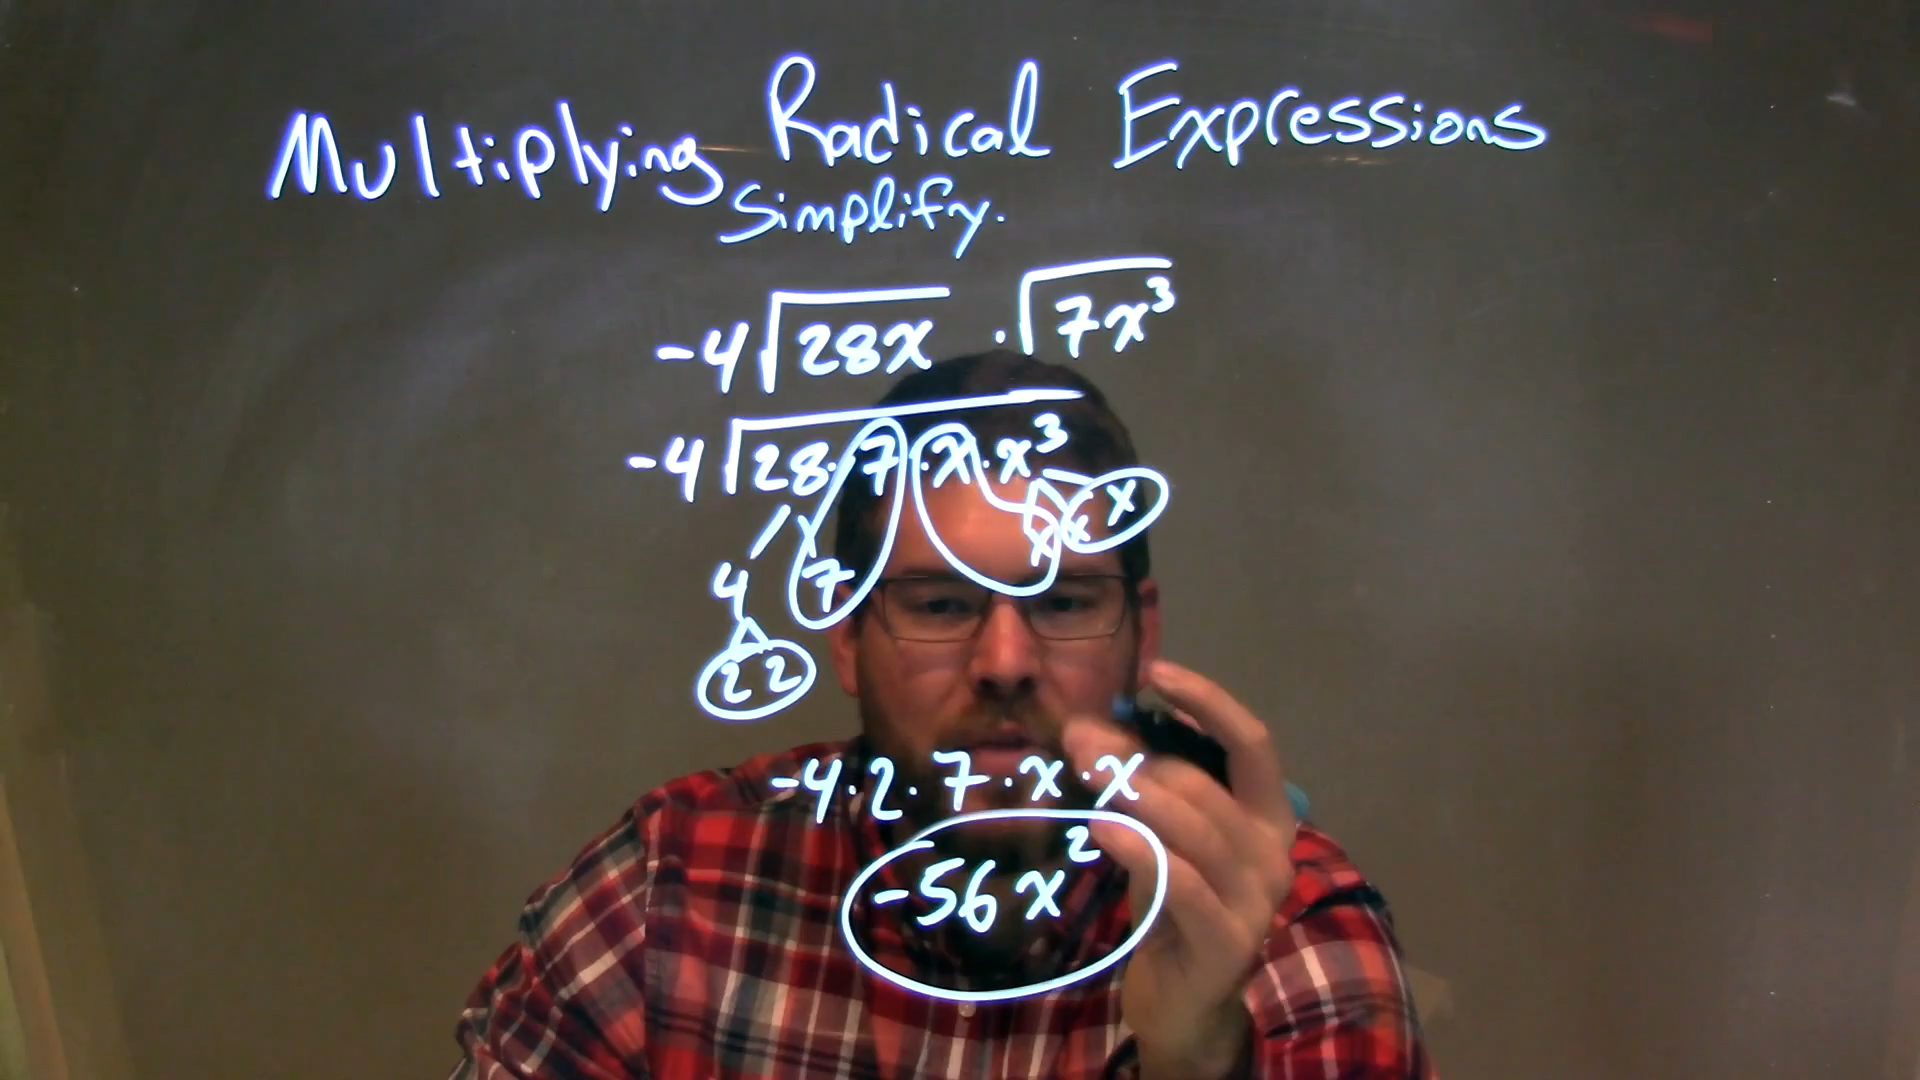 Multiplying Radical Expressions
Simplify.
-4√28x · √7x³
-4√28·7·x·x³
4 7 x x x
2 2
-4·2·7·x·x
-56x²